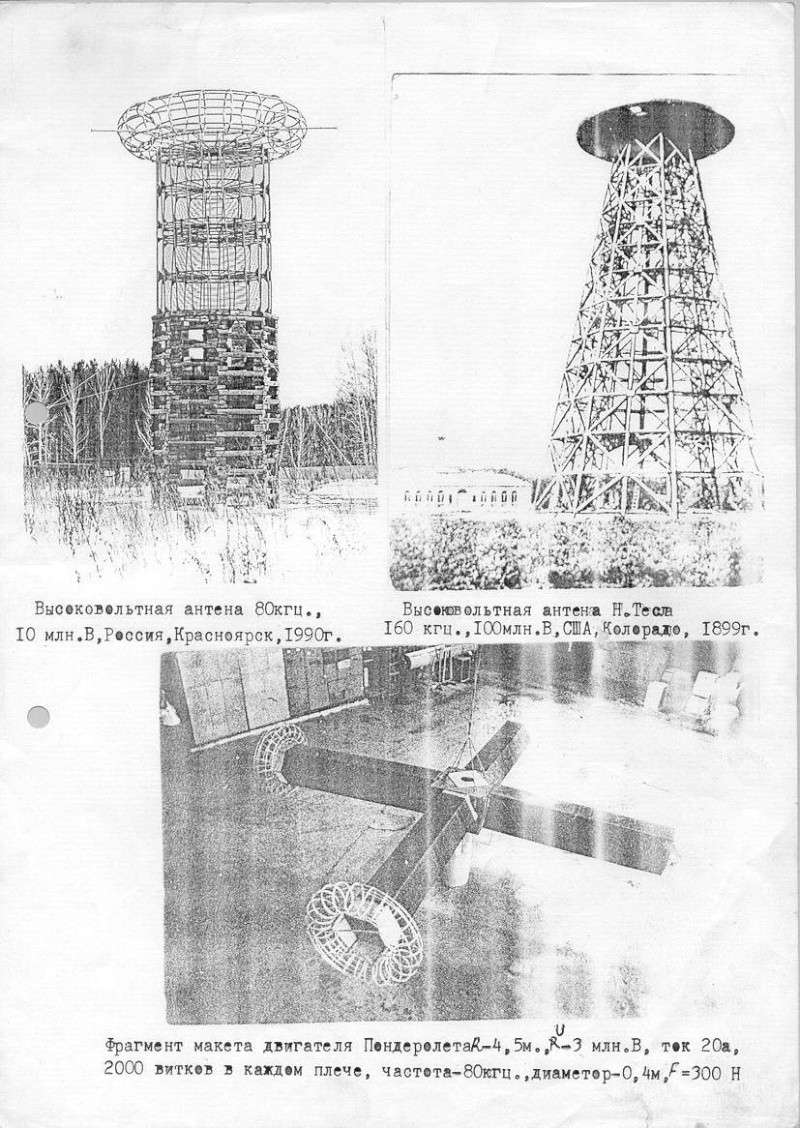 Высоковольтная антена 80кгц.,
10 млн.В,Россия,Красноярск,1990г.
Высоковольтная антена Н.Тесла
160 кгц.,100млн.В,США,Колорадо, 1899г.
Фрагмент макета двигателя ПондеролетаR-4,5м.,U-3 млн.В, ток 20а,
2000 витков в каждом плече, частота-80кгц.,диаметор-0,4м,F=300 Н